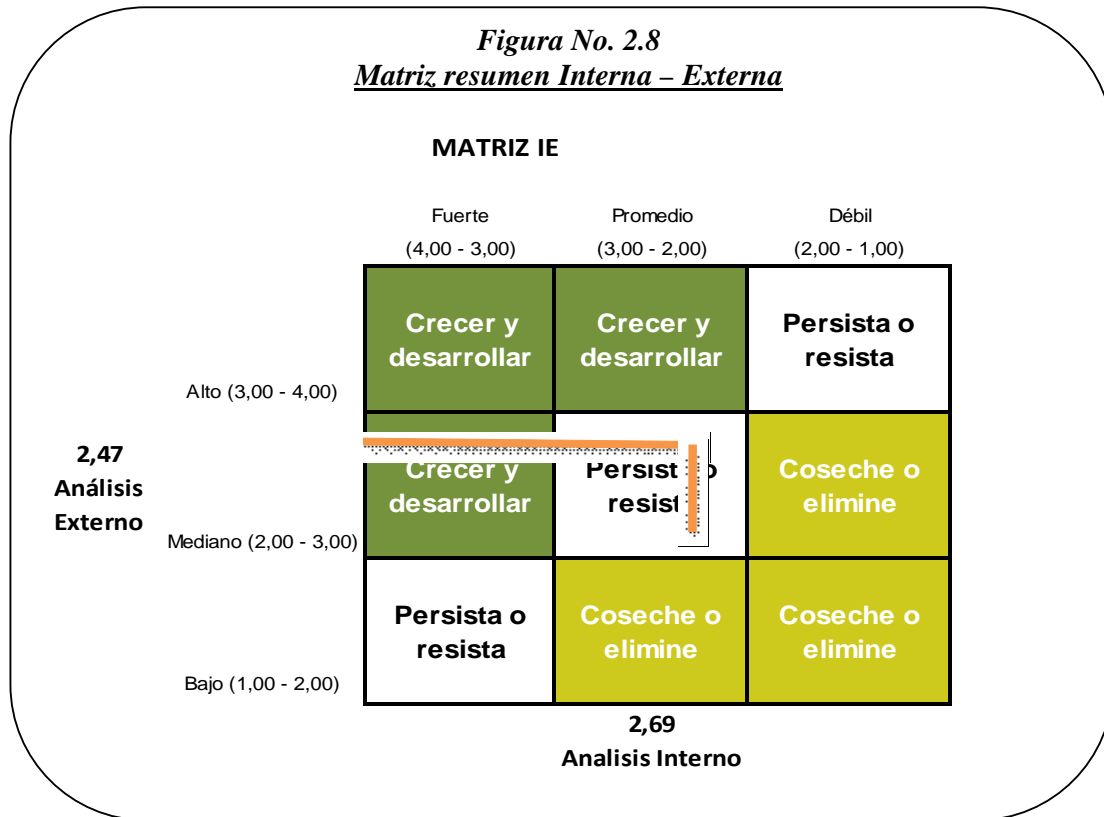 Figura No. 2.8
Matriz resumen Interna – Externa
MATRIZ IE
Fuerte Promedio Débil
(4,00 - 3,00) (3,00 - 2,00) (2,00 - 1,00)
Crecer y Crecer y Persista o
desarrollar desarrollar resista
Alto (3,00 - 4,00)
2,47
Análisis
Externo
Crecer y Persist o Coseche o
desarrollar resist elimine
Mediano (2,00 - 3,00)
Persista o Coseche o Coseche o
resista elimine elimine
Bajo (1,00 - 2,00)
2,69
Analisis Interno